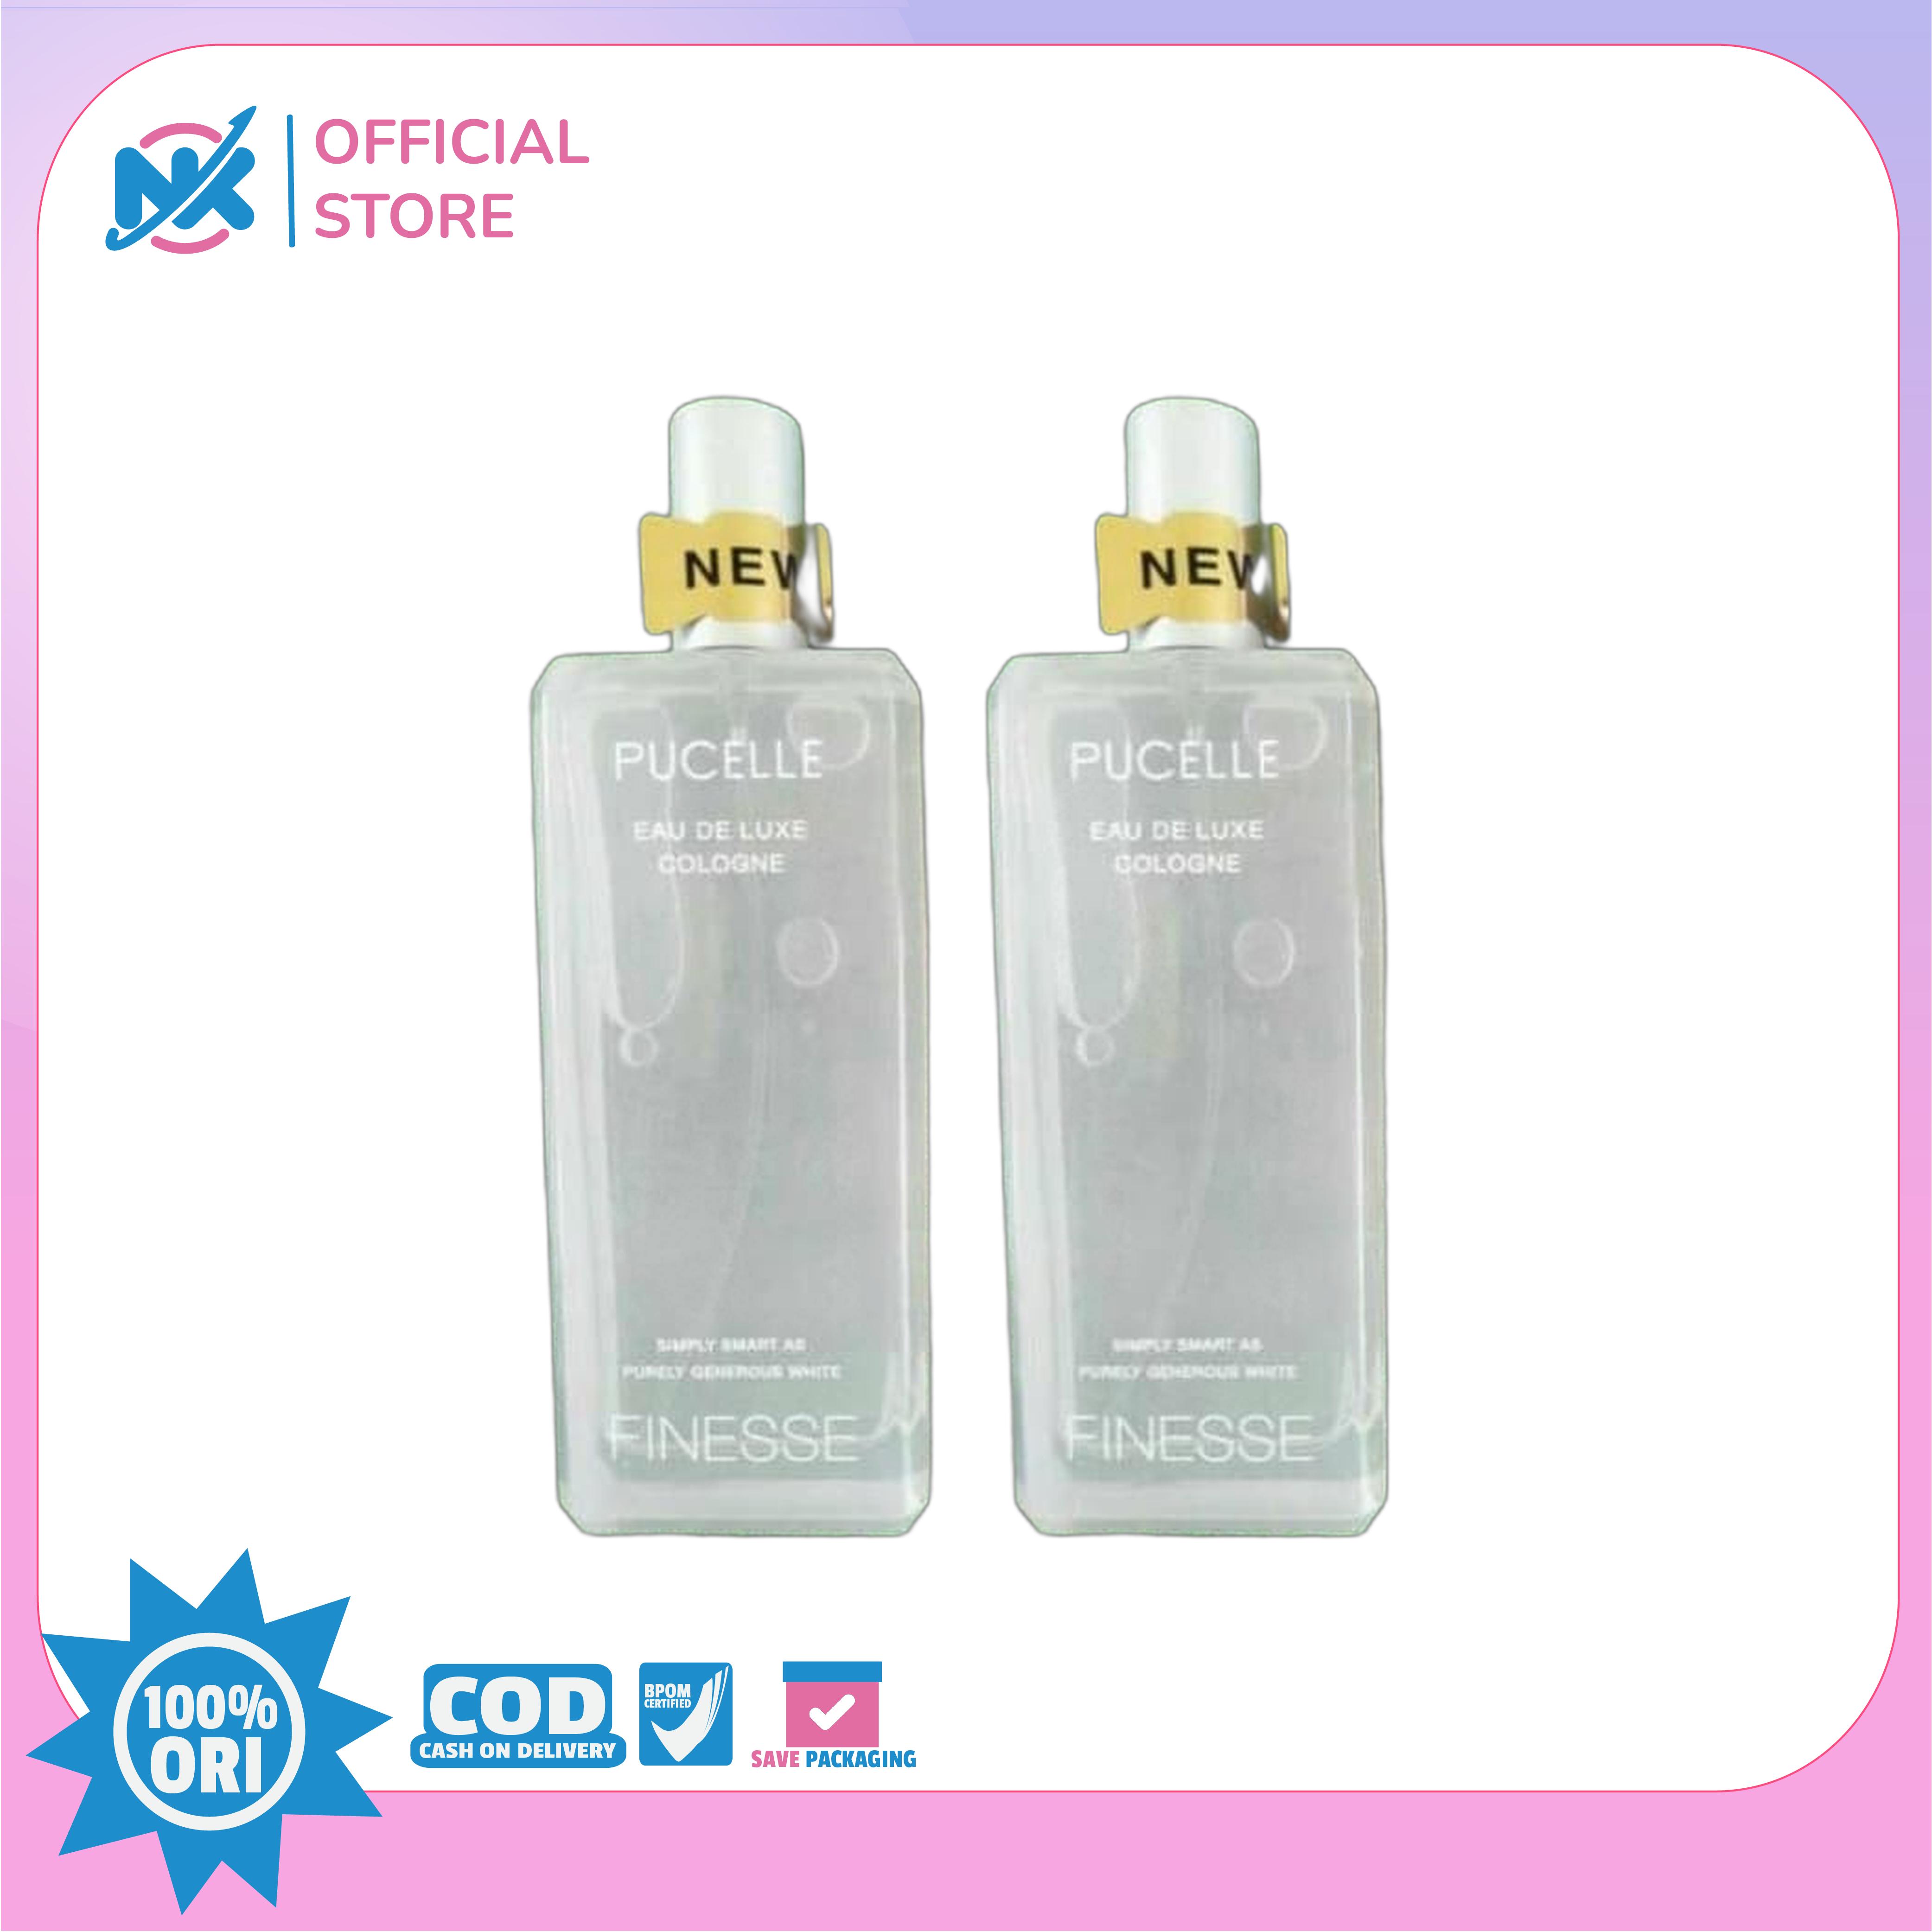 NK
OFFICIAL
STORE
NEW
NEW
PUCELLE
EAU DE LUXE
COLOGNE
SIMPLY SMART AS
PURELY GENEROUS WHITE
FINESSE
PUCELLE
EAU DE LUXE
COLOGNE
SIMPLY SMART AS
PURELY GENEROUS WHITE
FINESSE
100%
ORI
COD
CASH ON DELIVERY
BPOM
CERTIFIED
SAVE PACKAGING